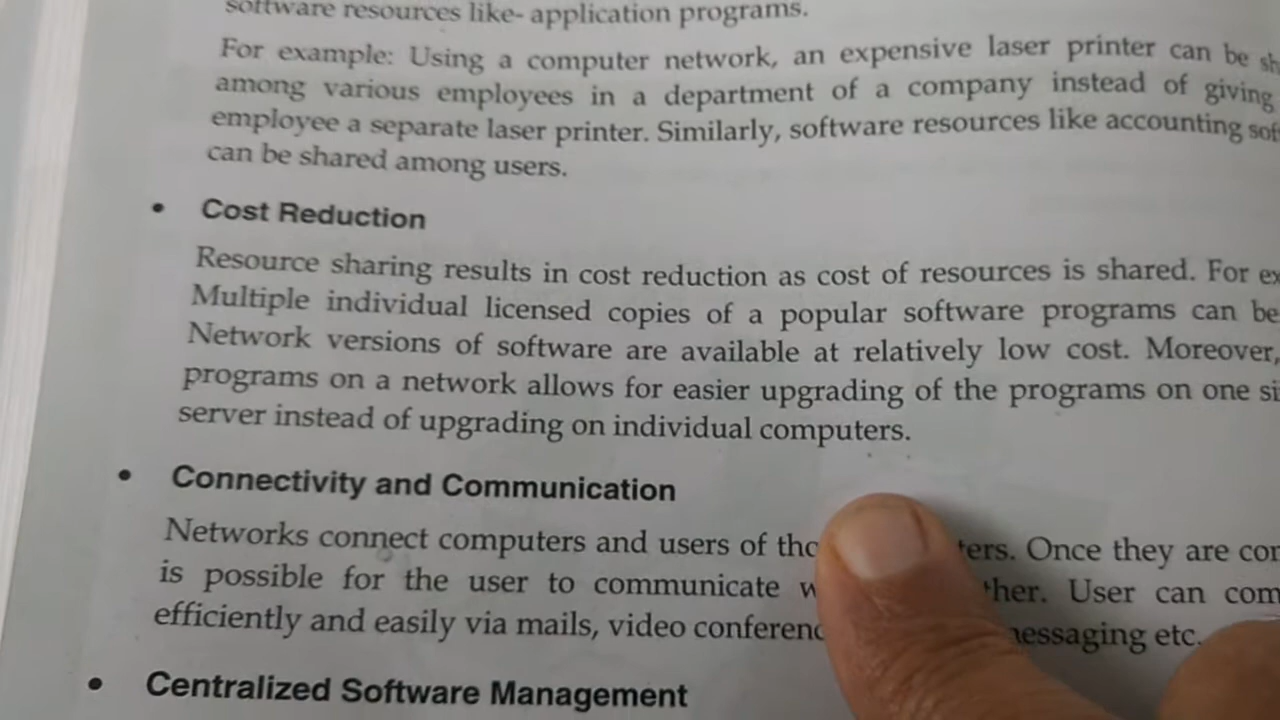 software resources like- application programs.
For example: Using a computer network, an expensive laser printer can be
among various employees in a department of a company instead of giving
employee a separate laser printer. Similarly, software resources like accounting
can be shared among users.
• Cost Reduction
Resource sharing results in cost reduction as cost of resources is shared. For
Multiple individual licensed copies of a popular software programs can be
Network versions of software are available at relatively low cost. Moreover,
programs on a network allows for easier upgrading of the programs on one
server instead of upgrading on individual computers.
• Connectivity and Communication
Networks connect computers and users of Once they are
is possible for the user to communicate User can
efficiently and easily via mails, video etc.
• Centralized Software Management